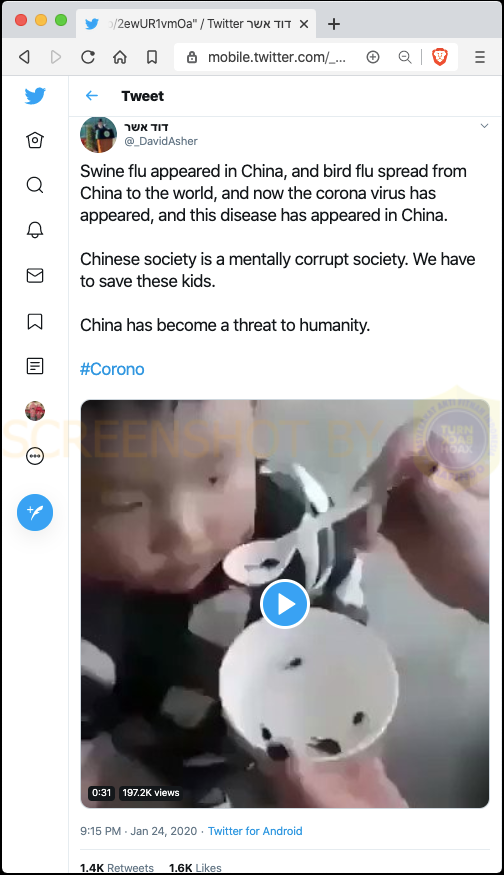 :/2ewUR1vmOa" / Twitter דוד אשר
mobile.twitter.com/_...
Tweet
דוד אשר
@_DavidAsher
Swine flu appeared in China, and bird flu spread from
China to the world, and now the corona virus has
appeared, and this disease has appeared in China.
Chinese society is a mentally corrupt society. We have
to save these kids.
China has become a threat to humanity.
#Corono
SCREENSHOT BY
TURN
BACK
HOAX
0:31 197.2K views
9:15 PM · Jan 24, 2020 · Twitter for Android
1.4K Retweets 1.6K Likes